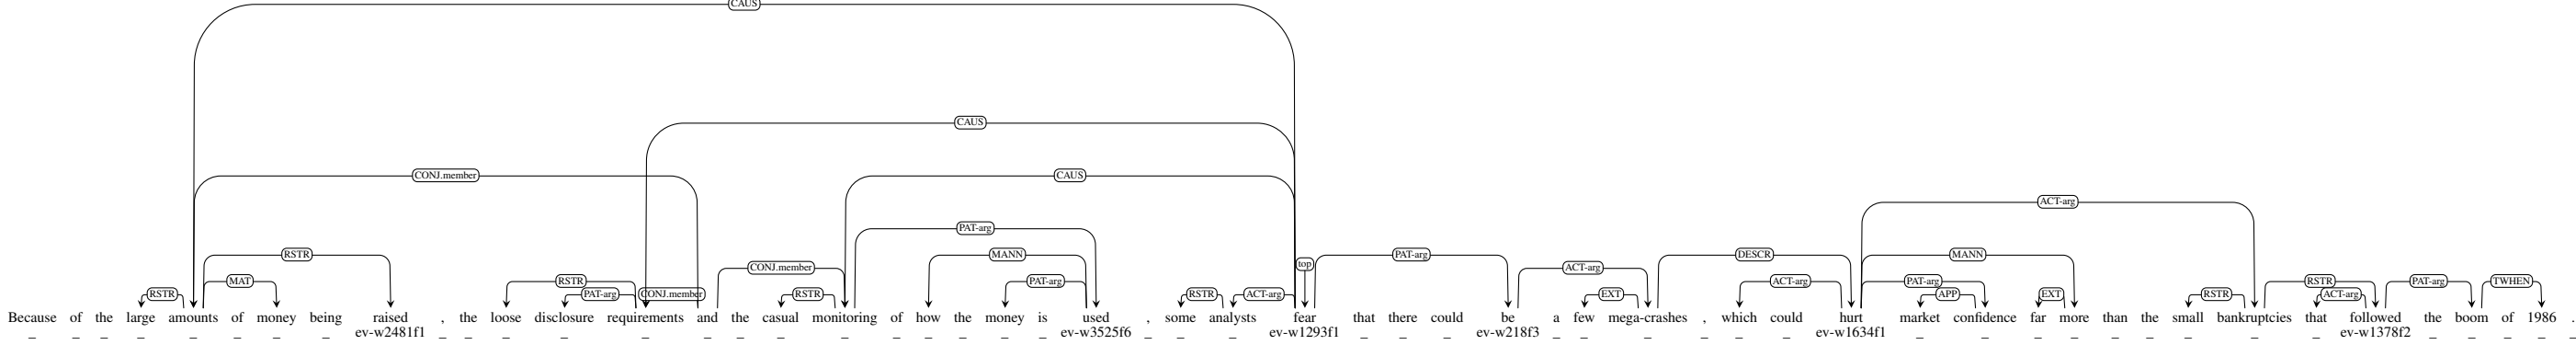 CAUS
CAUS
CONJ.member CAUS
ACT-arg
PAT-arg
RSTR MANN PAT-arg DESCR MANN
top
CONJ.member ACT-arg
MAT RSTR PAT-arg ACT-arg PAT-arg RSTR PAT-arg TWHEN
RSTR PAT-arg CONJ.member RSTR RSTR ACT-arg EXT APP EXT RSTR ACT-arg
Because of the large amounts of money being raised , the loose disclosure requirements and the casual monitoring of how the money is used , some analysts fear that there could be a few mega-crashes , which could hurt market confidence far more than the small bankruptcies that followed the boom of 1986 .
_ _ _ _ _ _ _ _ ev-w2481f1 _ _ _ _ _ _ _ _ _ _ _ _ _ _ ev-w3525f6 _ _ _ ev-w1293f1 _ _ _ ev-w218f3 _ _ _ _ _ _ ev-w1634f1 _ _ _ _ _ _ _ _ _ ev-w1378f2 _ _ _ _ _